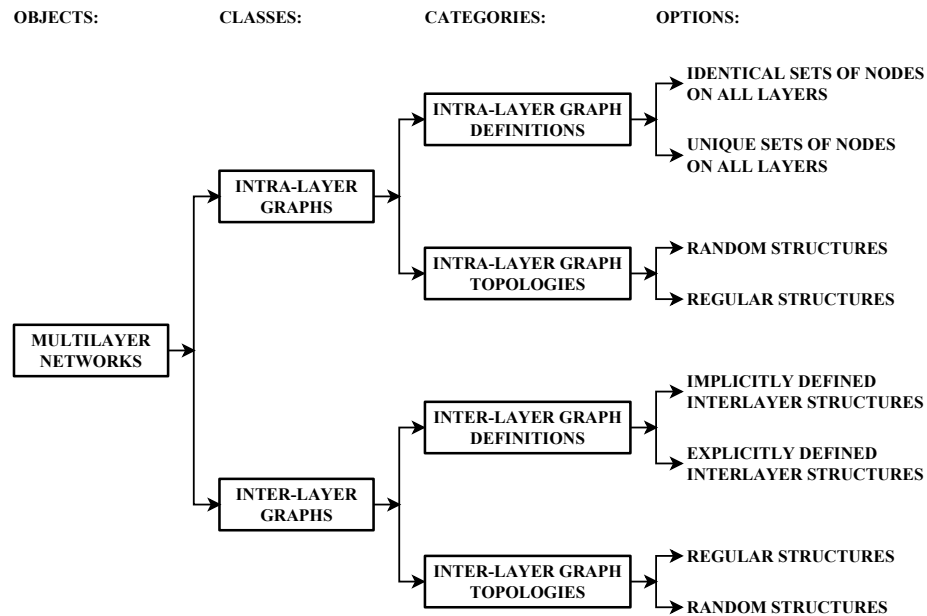 OBJECTS:
CLASSES:
CATEGORIES:
OPTIONS:
MULTILAYER
NETWORKS
INTRA-LAYER
GRAPHS
INTER-LAYER
GRAPHS
INTRA-LAYER GRAPH
DEFINITIONS
INTRA-LAYER GRAPH
TOPOLOGIES
INTER-LAYER GRAPH
DEFINITIONS
INTER-LAYER GRAPH
TOPOLOGIES
IDENTICAL SETS OF NODES
ON ALL LAYERS
UNIQUE SETS OF NODES
ON ALL LAYERS
RANDOM STRUCTURES
REGULAR STRUCTURES
IMPLICITLY DEFINED
INTERLAYER STRUCTURES
EXPLICITLY DEFINED
INTERLAYER STRUCTURES
REGULAR STRUCTURES
RANDOM STRUCTURES